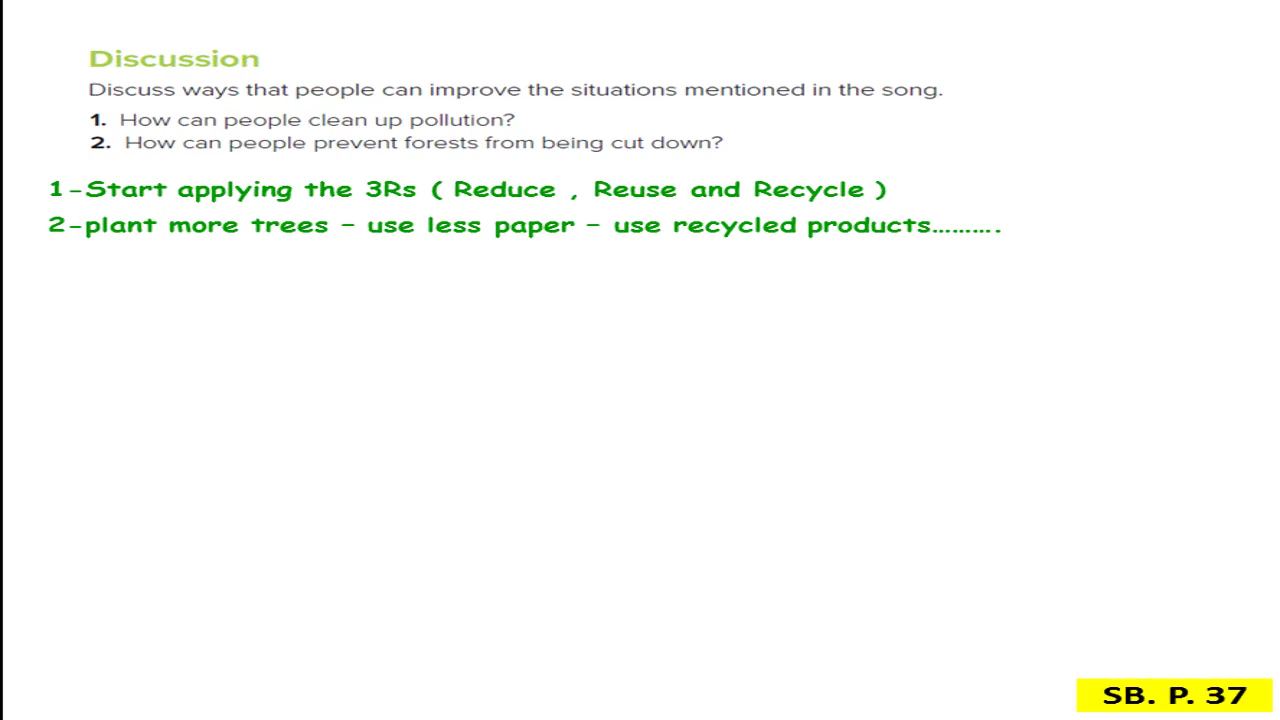 Discussion
Discuss ways that people can improve the situations mentioned in the song.
1. How can people clean up pollution?
2. How can people prevent forests from being cut down?
1-Start applying the 3Rs ( Reduce , Reuse and Recycle )
2-plant more trees – use less paper – use recycled products……….
SB. P. 37